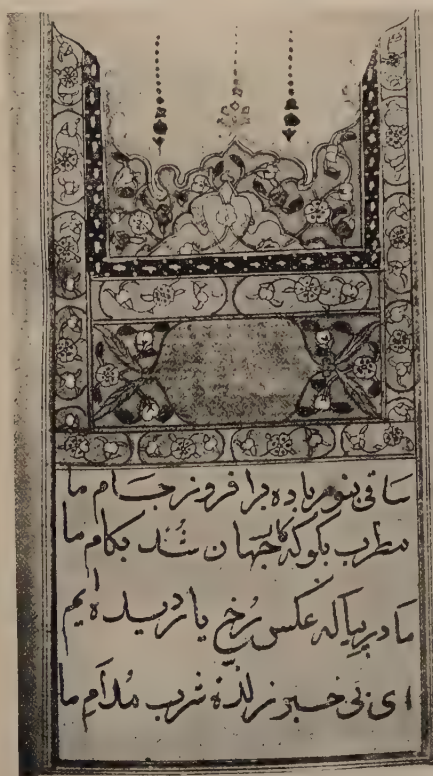 ساقی بنور باده برافروز جام ما
مطرب بکو که کار جهان شد بکام ما
ما در پیاله عکس رخ یار دیده ایم
ای بی خبر ز لذت شرب مدام ما